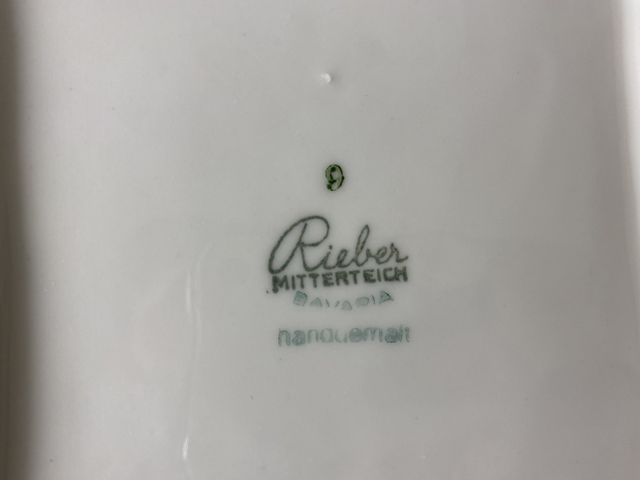 9
Rieber
MITTERTEICH
BAVARIA
handgemalt